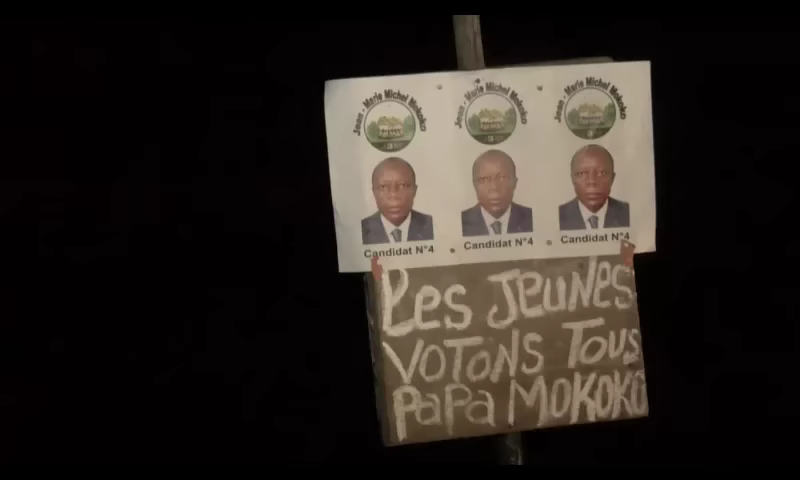 Jean - Marie Michel Mokoko Jean - Marie Michel Mokoko Jean - Marie Michel Mokoko
Candidat N°4 Candidat N°4 Candidat N°4
Les JEUNES
VOTONS TOUS
PAPA MOKOKO